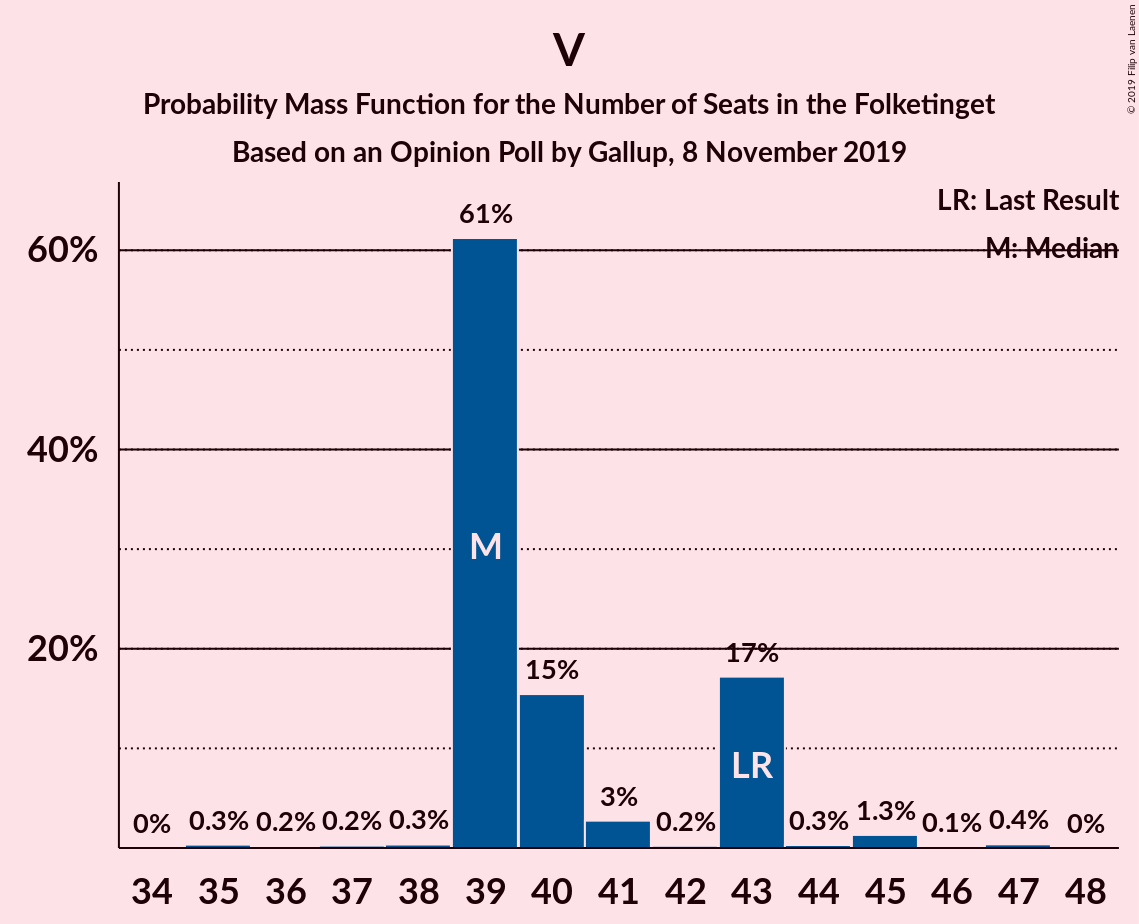 V
Probability Mass Function for the Number of Seats in the Folketinget
Based on an Opinion Poll by Gallup, 8 November 2019
© 2019 Filip van Laenen
LR: Last Result
M: Median
60%
40%
20%
0%
0.3%
0.2%
0.2%
0.3%
61%
15%
3%
0.2%
17%
0.3%
1.3%
0.1%
0.4%
0%
M
LR
34 35 36 37 38 39 40 41 42 43 44 45 46 47 48